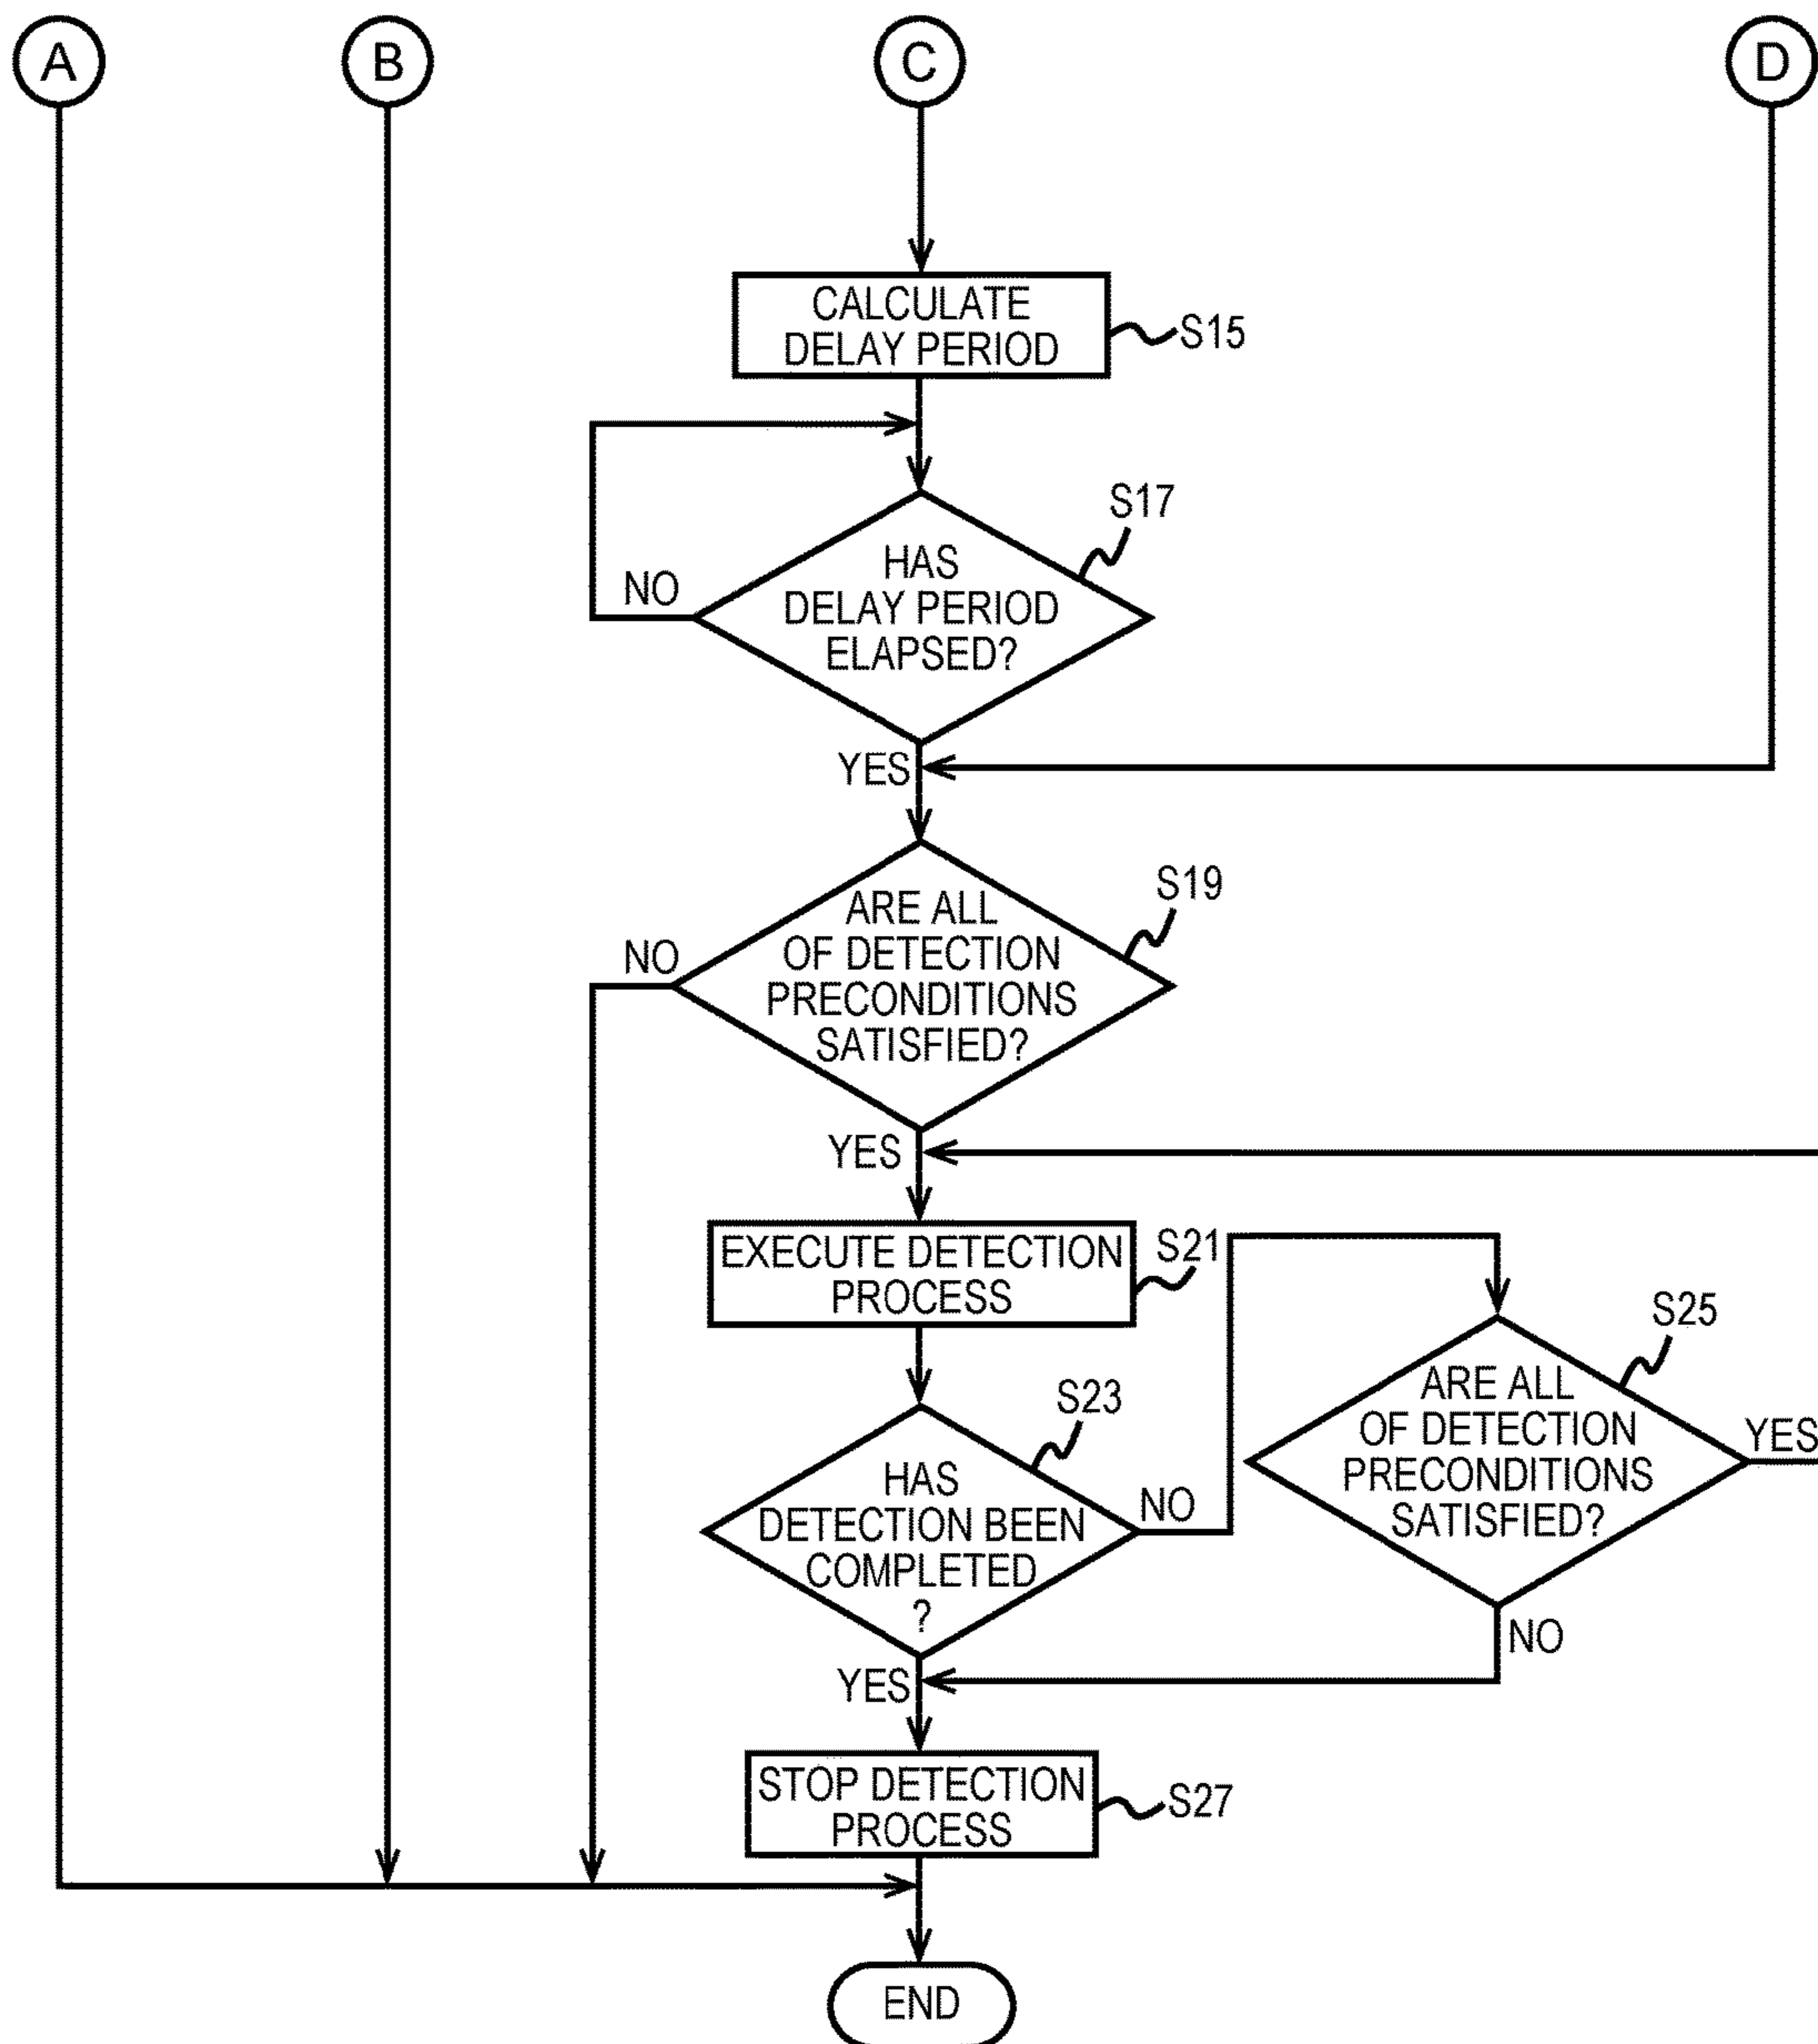 A
B
C
D
CALCULATE
DELAY PERIOD
S15
S17
HAS
DELAY PERIOD
ELAPSED?
NO
YES
S19
ARE ALL
OF DETECTION
PRECONDITIONS
SATISFIED?
NO
YES
EXECUTE DETECTION
PROCESS
S21
S23
HAS
DETECTION BEEN
COMPLETED
?
NO
YES
S25
ARE ALL
OF DETECTION
PRECONDITIONS
SATISFIED?
YES
NO
STOP DETECTION
PROCESS
S27
END